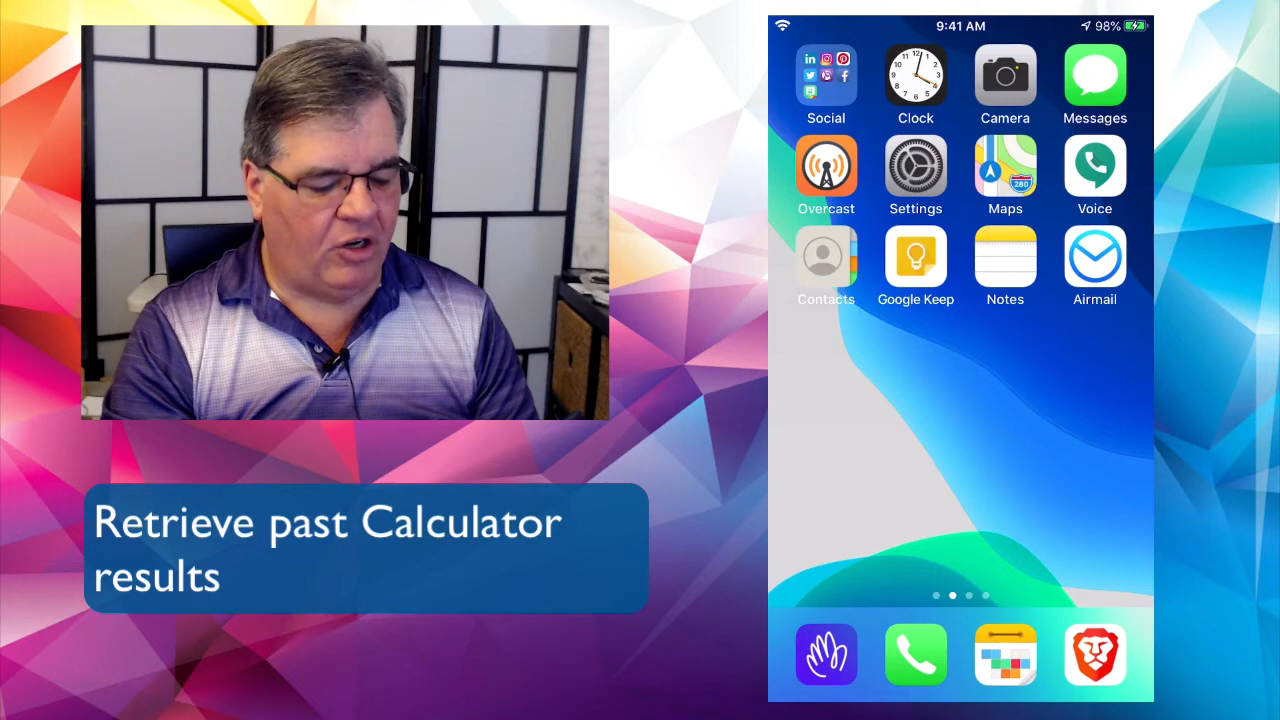 9:41 AM 98%
Social Clock Camera Messages
280
Overcast Settings Maps Voice
Contacts Google Keep Notes Airmail
Retrieve past Calculator
results